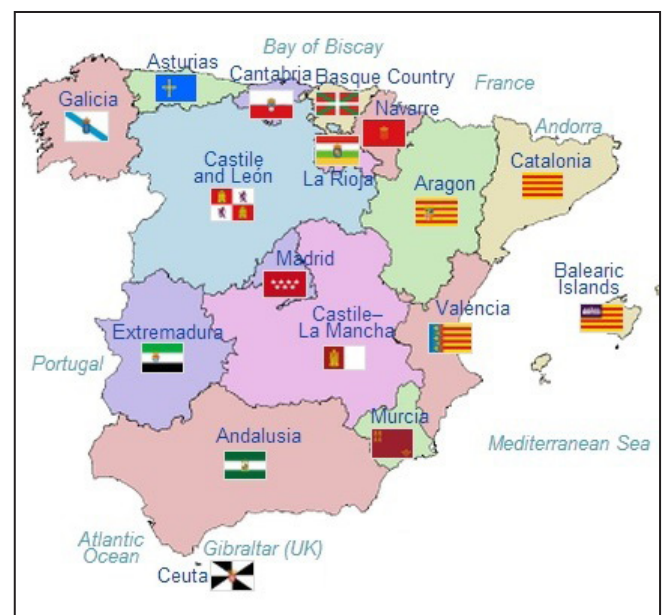 Bay of Biscay
Asturias
Cantabria
Basque Country
France
Galicia
Navarre
Andorra
Castile
and León
La Rioja
Aragon
Catalonia
Madrid
Balearic
Islands
Castile–
La Mancha
Valencia
Extremadura
Portugal
Murcia
Andalusia
Mediterranean Sea
Atlantic
Ocean
Gibraltar (UK)
Ceuta